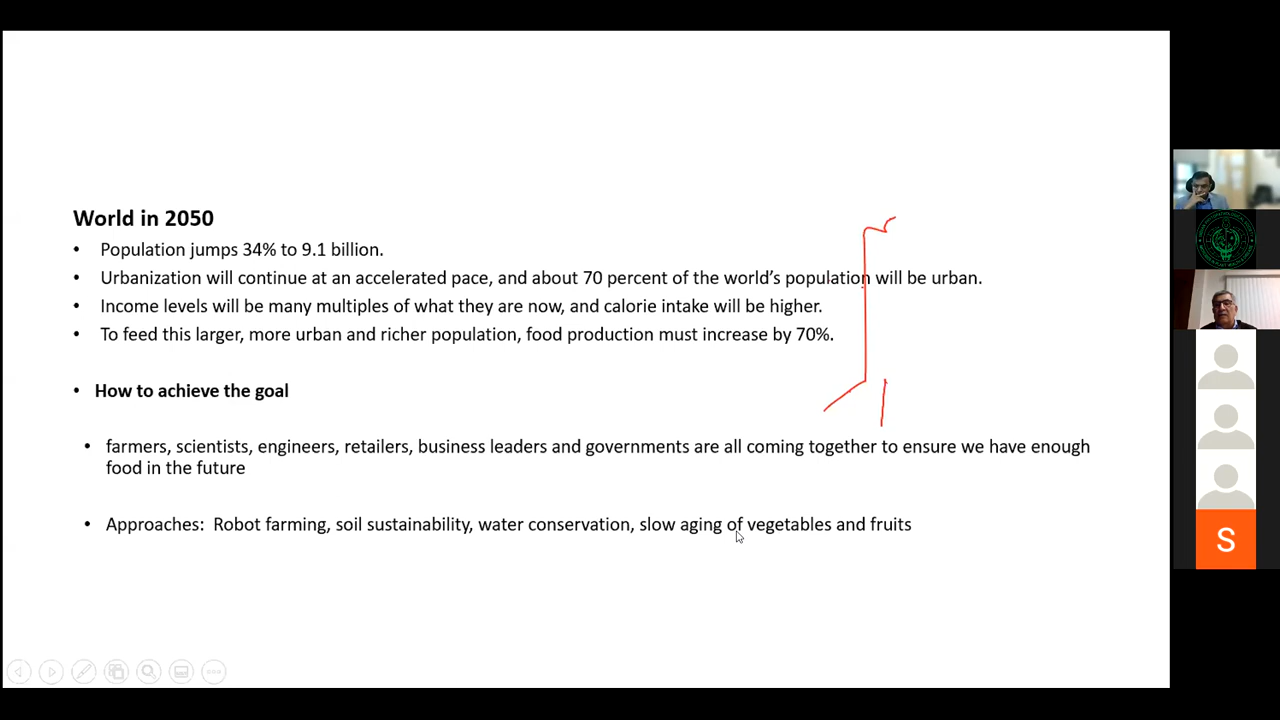 World in 2050
• Population jumps 34% to 9.1 billion.
• Urbanization will continue at an accelerated pace, and about 70 percent of the world's population will be urban.
• Income levels will be many multiples of what they are now, and calorie intake will be higher.
• To feed this larger, more urban and richer population, food production must increase by 70%.
• How to achieve the goal
• farmers, scientists, engineers, retailers, business leaders and governments are all coming together to ensure we have enough
food in the future
• Approaches: Robot farming, soil sustainability, water conservation, slow aging of vegetables and fruits
S